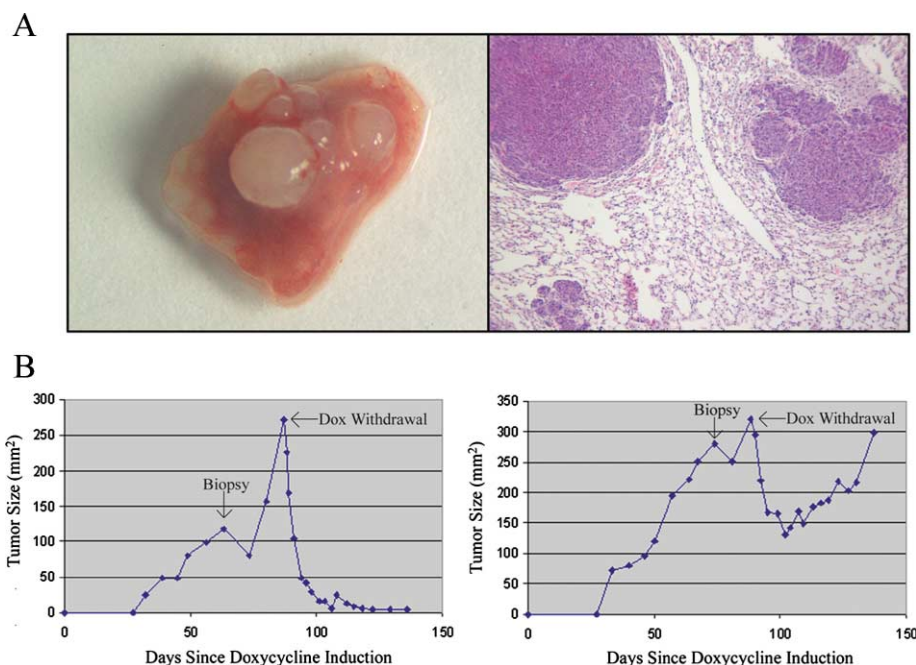 A
B
300
250
200
150
100
50
0
Tumor Size (mm²)
Biopsy
Dox Withdrawal
0 50 100 150
Days Since Doxycycline Induction
350
300
250
200
150
100
50
0
Tumor Size (mm²)
Biopsy
Dox Withdrawal
0 50 100 150
Days Since Doxycycline Induction